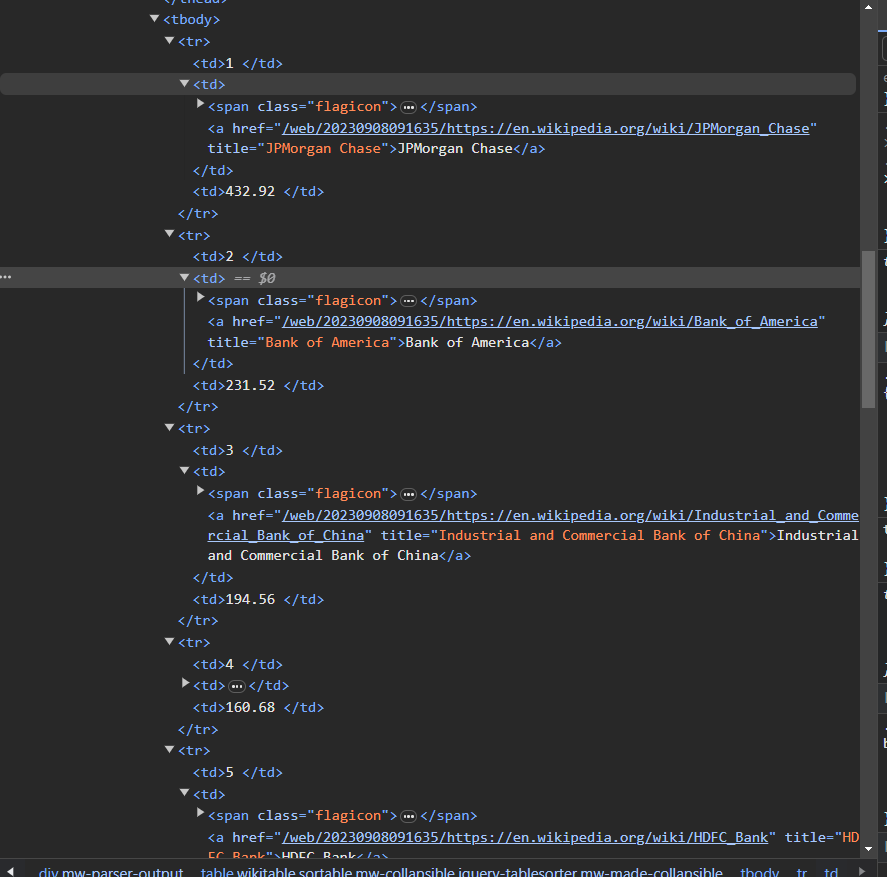 </thead>
<tbody>
<tr>
<td>1 </td>
<td>
<span class="flagicon">…</span>
<a href="/web/20230908091635/https://en.wikipedia.org/wiki/JPMorgan_Chase"
title="JPMorgan Chase">JPMorgan Chase</a>
</td>
<td>432.92 </td>
</tr>
<tr>
<td>2 </td>
<td> == $0
<span class="flagicon">…</span>
<a href="/web/20230908091635/https://en.wikipedia.org/wiki/Bank_of_America"
title="Bank of America">Bank of America</a>
</td>
<td>231.52 </td>
</tr>
<tr>
<td>3 </td>
<td>
<span class="flagicon">…</span>
<a href="/web/20230908091635/https://en.wikipedia.org/wiki/Industrial_and_Comme
rcial_Bank_of_China" title="Industrial and Commercial Bank of China">Industrial
and Commercial Bank of China</a>
</td>
<td>194.56 </td>
</tr>
<tr>
<td>4 </td>
<td>…</td>
<td>160.68 </td>
</tr>
<tr>
<td>5 </td>
<td>
<span class="flagicon">…</span>
<a href="/web/20230908091635/https://en.wikipedia.org/wiki/HDFC_Bank" title="HD
FC Bank">HDFC Bank</a>
div.mw-parser-output table.wikitable.sortable.mw-collapsible.jquery-tablesorter.mw-made-collapsible tbody tr td